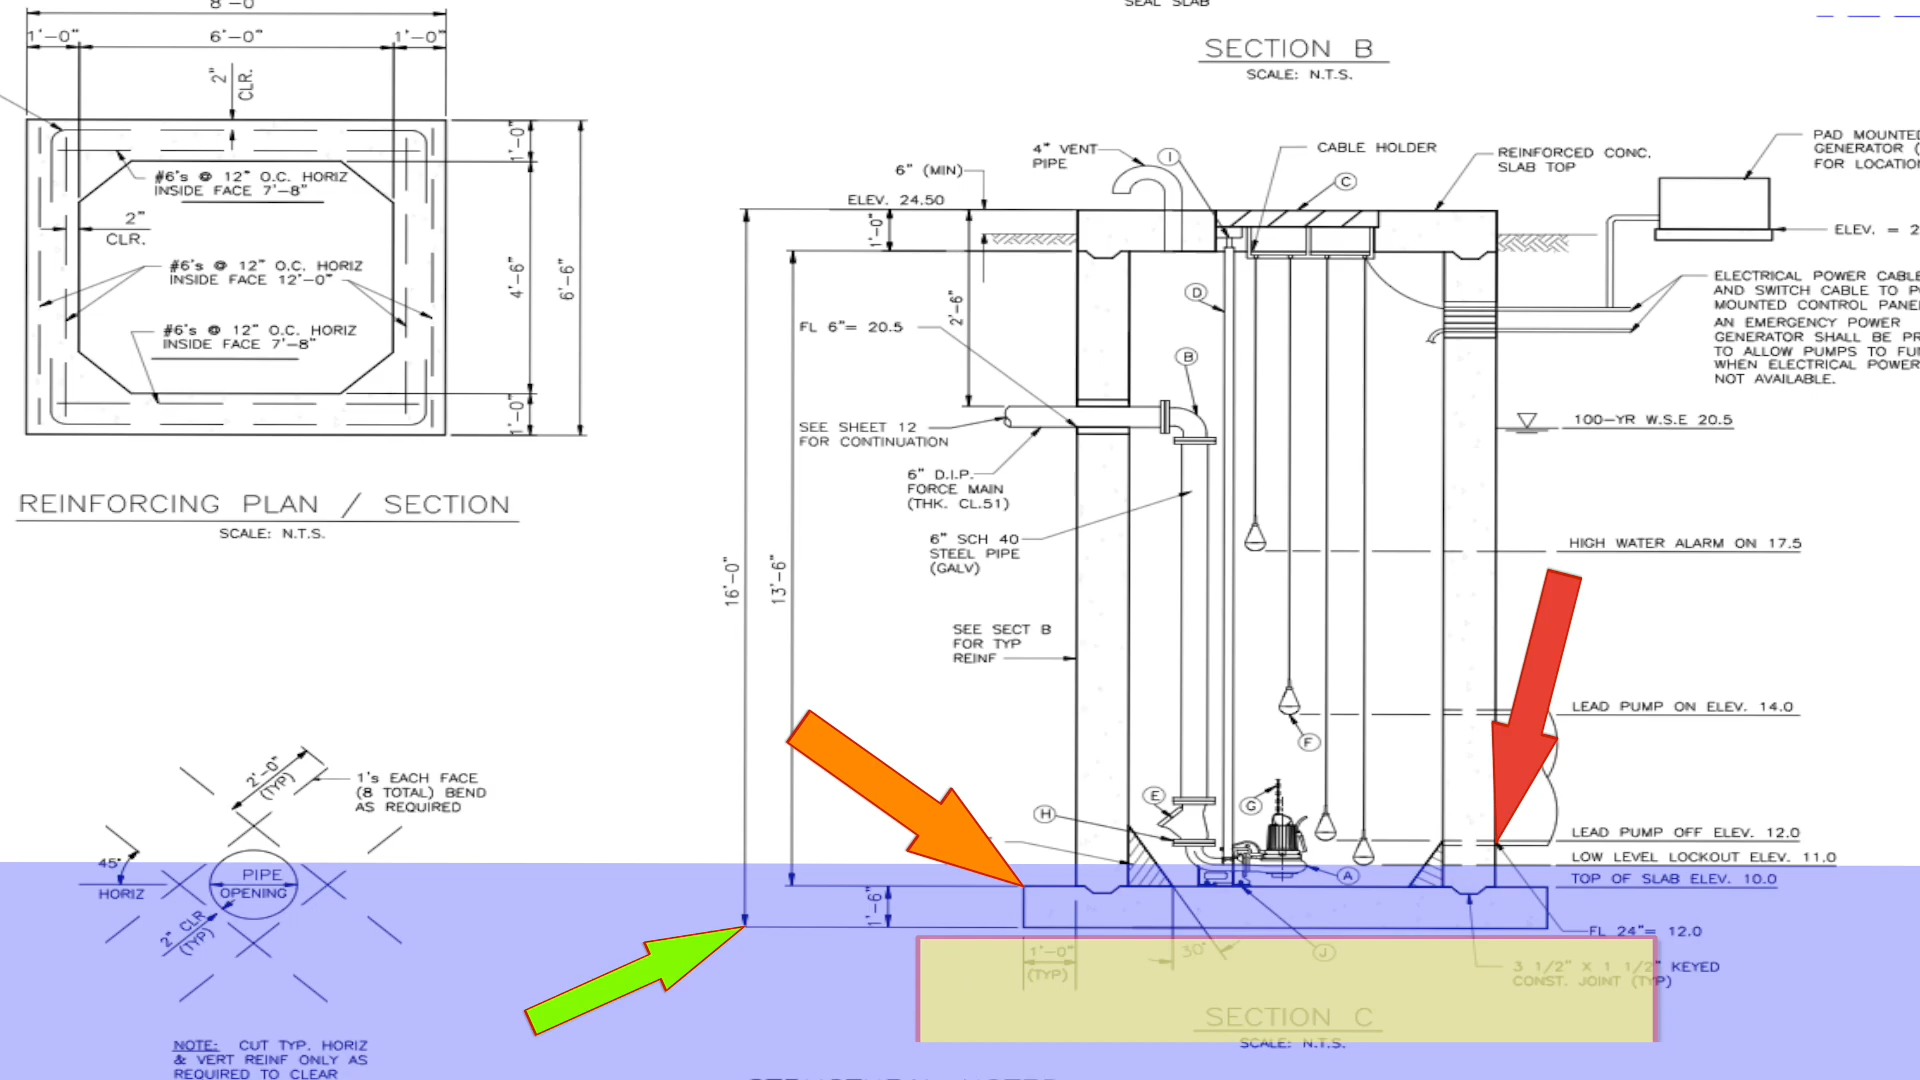 8'-0
1'-0"
6'-0"
1'-0"
2"
CLR.
#6's @ 12" O.C. HORIZ
INSIDE FACE 7'-8"
2"
CLR.
#6's @ 12" O.C. HORIZ
INSIDE FACE 12'-0"
#6's @ 12" O.C. HORIZ
INSIDE FACE 7'-8"
1'-0"
4'-6"
6'-6"
1'-0"
REINFORCING PLAN / SECTION
SCALE: N.T.S.
2'-0"
(TYP)
1's EACH FACE
(8 TOTAL) BEND
AS REQUIRED
45°
HORIZ
PIPE
OPENING
2" CLR
(TYP)
NOTE: CUT TYP. HORIZ
& VERT REINF ONLY AS
REQUIRED TO CLEAR
SEAL SLAB
SECTION B
SCALE: N.T.S.
4" VENT
PIPE
I
CABLE HOLDER
C
REINFORCED CONC.
SLAB TOP
PAD MOUNTED
GENERATOR (
FOR LOCATION
6" (MIN)
ELEV. 24.50
1'-0"
ELEV. = 2
D
2'-6"
ELECTRICAL POWER CABLE
AND SWITCH CABLE TO P
MOUNTED CONTROL PANE
AN EMERGENCY POWER
GENERATOR SHALL BE PR
TO ALLOW PUMPS TO FU
WHEN ELECTRICAL POWER
NOT AVAILABLE.
FL 6"= 20.5
B
SEE SHEET 12
FOR CONTINUATION
100-YR W.S.E 20.5
6" D.I.P.
FORCE MAIN
(THK. CL.51)
6" SCH 40
STEEL PIPE
(GALV)
HIGH WATER ALARM ON 17.5
16'-0"
13'-6"
SEE SECT B
FOR TYP
REINF
LEAD PUMP ON ELEV. 14.0
F
E
G
H
A
LEAD PUMP OFF ELEV. 12.0
LOW LEVEL LOCKOUT ELEV. 11.0
TOP OF SLAB ELEV. 10.0
1'-6"
FL 24"= 12.0
1'-0"
(TYP)
30°
J
3 1/2" X 1 1/2" KEYED
CONST. JOINT (TYP)
SECTION C
SCALE: N.T.S.